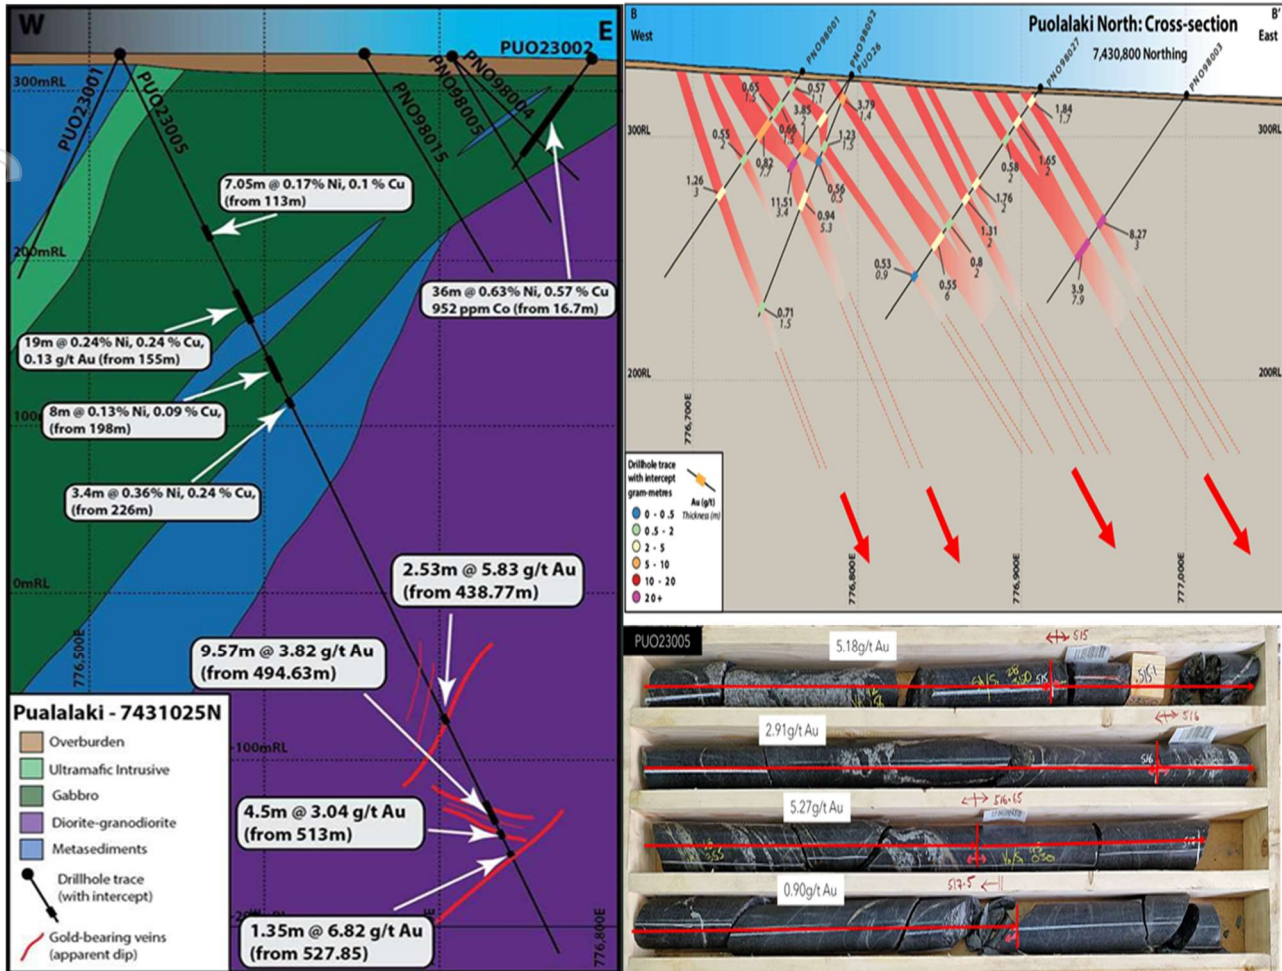 W
E
PUO23002
300mRL
PUO23001
PUO23005
PNO98015
PNO98005
PNO98004
7.05m @ 0.17% Ni, 0.1 % Cu
(from 113m)
200mRL
36m @ 0.63% Ni, 0.57 % Cu
952 ppm Co (from 16.7m)
19m @ 0.24% Ni, 0.24 % Cu,
0.13 g/t Au (from 155m)
8m @ 0.13% Ni, 0.09 % Cu,
(from 198m)
3.4m @ 0.36% Ni, 0.24 % Cu,
(from 226m)
0mRL
2.53m @ 5.83 g/t Au
(from 438.77m)
9.57m @ 3.82 g/t Au
(from 494.63m)
776,500E
-100mRL
4.5m @ 3.04 g/t Au
(from 513m)
1.35m @ 6.82 g/t Au
(from 527.85)
776,800E
Pualalaki - 7431025N
Overburden
Ultramafic Intrusive
Gabbro
Diorite-granodiorite
Metasediments
Drillhole trace
(with intercept)
Gold-bearing veins
(apparent dip)
B
West
Puolalaki North: Cross-section
7,430,800 Northing
B'
East
PNO98001
PNO98002
PUO26
PNO98027
PNO98003
300RL
300RL
0.65
1.5
0.57
1.1
3.85
2
3.79
1.4
0.66
1.5
1.23
1.5
0.55
2
0.82
7.7
1.26
3
11.51
3.4
0.56
0.5
0.94
5.3
0.71
1.5
1.84
1.7
1.65
2
0.58
2
1.76
2
1.31
2
0.8
2
0.55
6
0.53
0.9
8.27
3
3.9
7.9
200RL
200RL
776,700E
776,800E
776,900E
777,000E
Drillhole trace
with intercept
gram-metres
Au (g/t)
Thickness (m)
0 - 0.5
0.5 - 2
2 - 5
5 - 10
10 - 20
20+
PUO23005
5.18g/t Au
515
515.1
2.91g/t Au
516
516
5.27g/t Au
516.65
0.90g/t Au
517.5